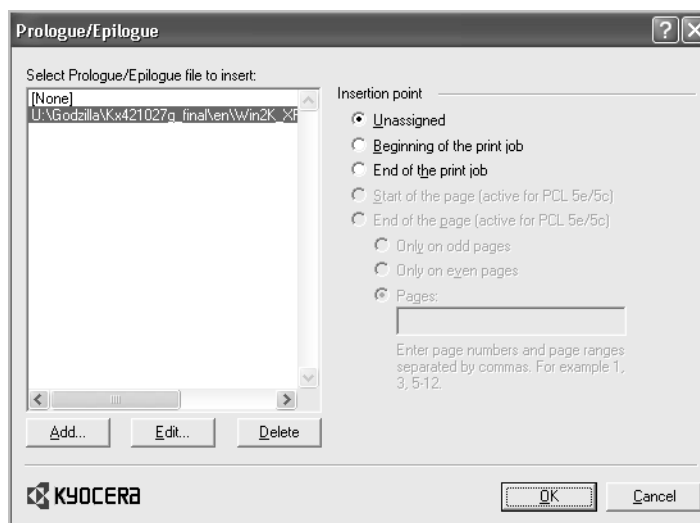 Prologue/Epilogue
Select Prologue/Epilogue file to insert:
[None]
U:\Godzilla\Kx421027g_final\en\Win2K_XP
Add...
Edit...
Delete
Insertion point
Unassigned
Beginning of the print job
End of the print job
Start of the page (active for PCL 5e/5c)
End of the page (active for PCL 5e/5c)
Only on odd pages
Only on even pages
Pages:
Enter page numbers and page ranges
separated by commas. For example 1,
3, 5-12.
KYOCERA
OK
Cancel